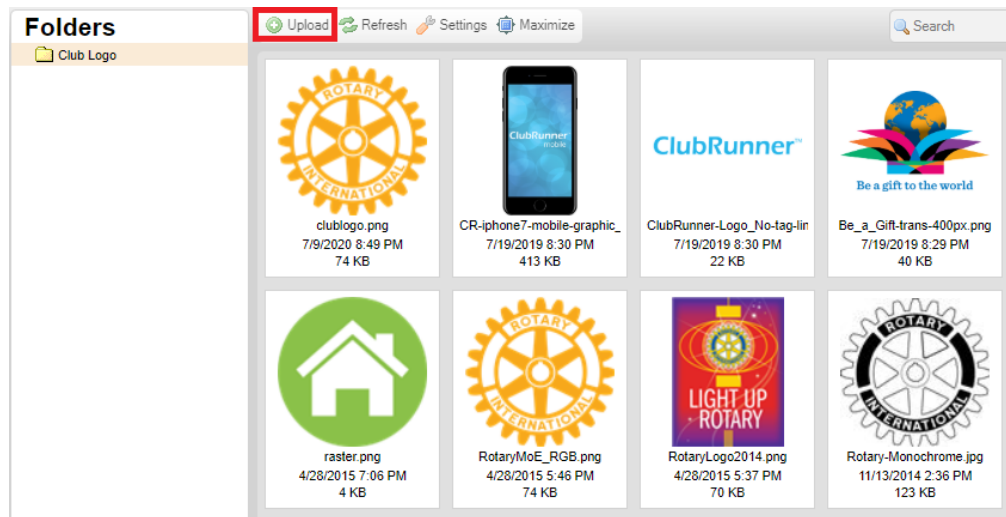 Folders
Club Logo
Upload Refresh Settings Maximize Search
ROTARY
INTERNATIONAL
clublogo.png
7/9/2020 8:49 PM
74 KB
ClubRunner
mobile
CR-iphone7-mobile-graphic_
7/19/2019 8:30 PM
413 KB
ClubRunner™
ClubRunner-Logo_No-tag-lin
7/19/2019 8:30 PM
22 KB
Be a gift to the world
Be_a_Gift-trans-400px.png
7/19/2019 8:29 PM
40 KB
raster.png
4/28/2015 7:06 PM
4 KB
ROTARY
INTERNATIONAL
RotaryMoE_RGB.png
4/28/2015 5:46 PM
74 KB
LIGHT UP
ROTARY
RotaryLogo2014.png
4/28/2015 5:37 PM
70 KB
ROTARY
INTERNATIONAL
Rotary-Monochrome.jpg
11/13/2014 2:36 PM
123 KB